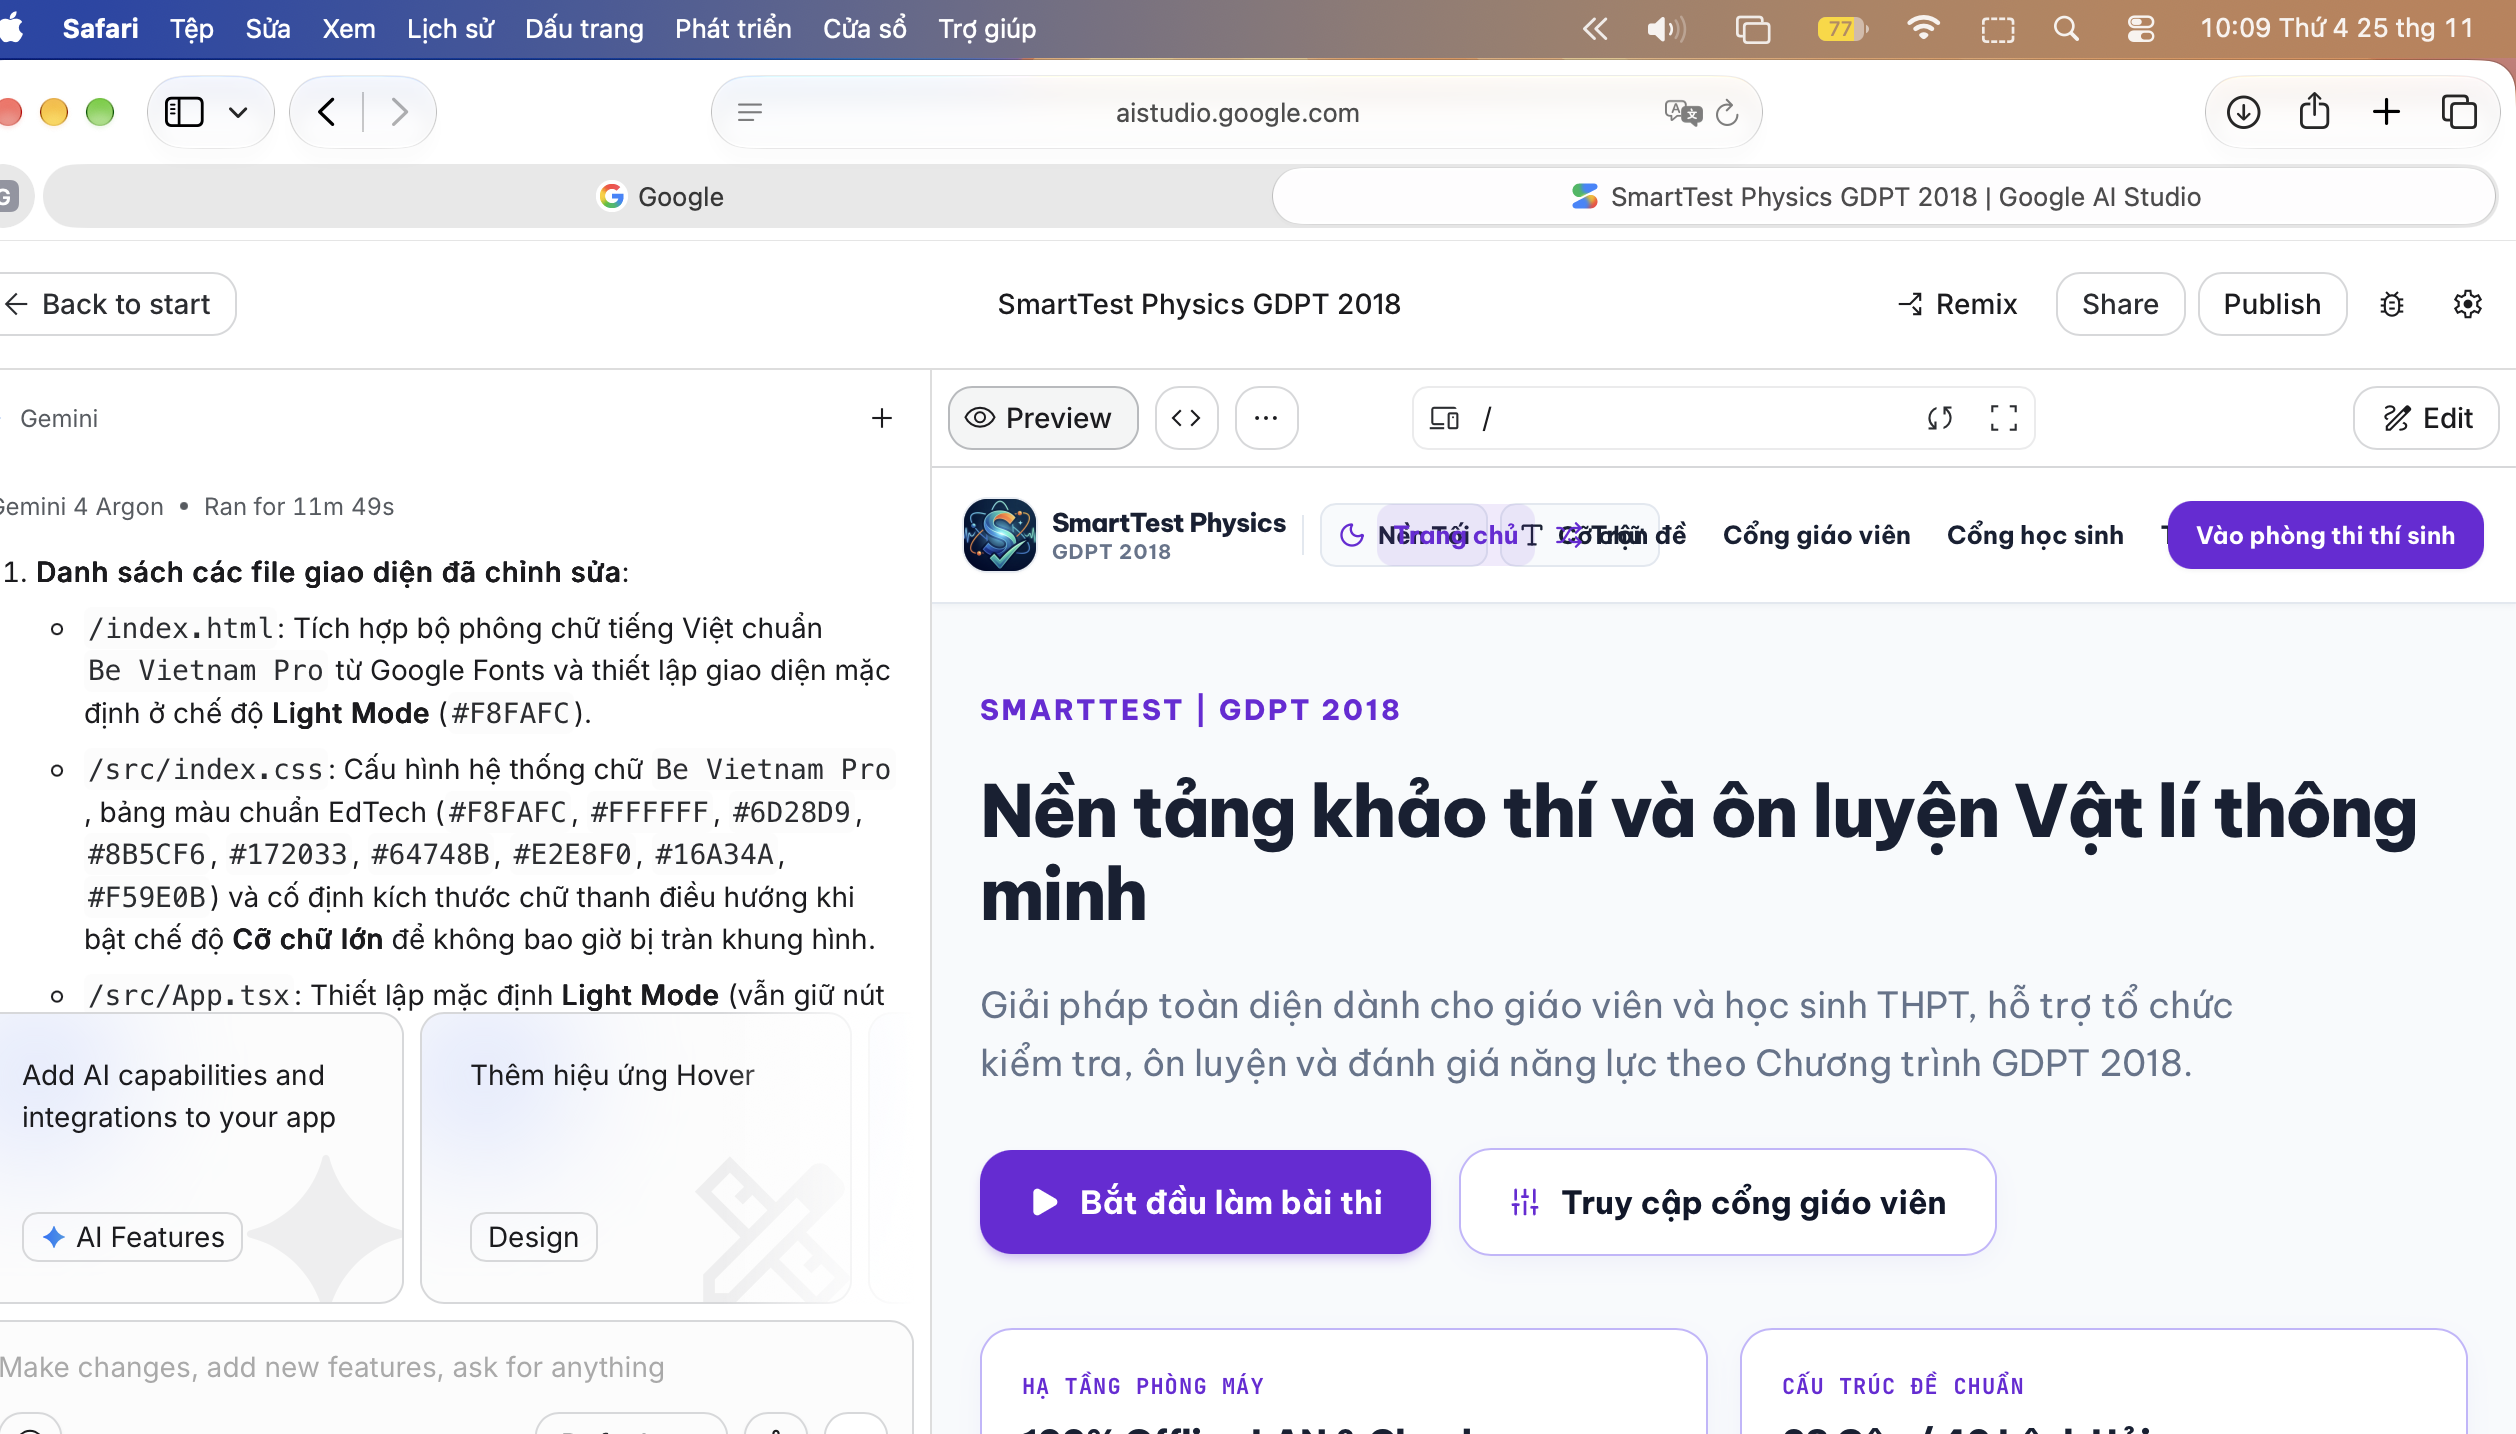 Safari Tệp Sửa Xem Lịch sử Dấu trang Phát triển Cửa sổ Trợ giúp 77 10:09 Thứ 4 25 thg 11
aistudio.google.com
G Google SmartTest Physics GDPT 2018 | Google AI Studio
Back to start SmartTest Physics GDPT 2018 Remix Share Publish
Gemini
Preview / Edit
Gemini 4 Argon • Ran for 11m 49s
1. Danh sách các file giao diện đã chỉnh sửa:
/index.html: Tích hợp bộ phông chữ tiếng Việt chuẩn
Be Vietnam Pro từ Google Fonts và thiết lập giao diện mặc
định ở chế độ Light Mode (#F8FAFC).
/src/index.css: Cấu hình hệ thống chữ Be Vietnam Pro
, bảng màu chuẩn EdTech (#F8FAFC, #FFFFFF, #6D28D9,
#8B5CF6, #172033, #64748B, #E2E8F0, #16A34A,
#F59E0B) và cố định kích thước chữ thanh điều hướng khi
bật chế độ Cỡ chữ lớn để không bao giờ bị tràn khung hình.
/src/App.tsx: Thiết lập mặc định Light Mode (vẫn giữ nút
Add AI capabilities and
integrations to your app
AI Features
Thêm hiệu ứng Hover
Design
Make changes, add new features, ask for anything
SmartTest Physics
GDPT 2018
Nền Tối Trang chủ Cỡ chữ Trộn đề Cổng giáo viên Cổng học sinh Vào phòng thi thí sinh
SMARTTEST | GDPT 2018
Nền tảng khảo thí và ôn luyện Vật lí thông
minh
Giải pháp toàn diện dành cho giáo viên và học sinh THPT, hỗ trợ tổ chức
kiểm tra, ôn luyện và đánh giá năng lực theo Chương trình GDPT 2018.
Bắt đầu làm bài thi Truy cập cổng giáo viên
HẠ TẦNG PHÒNG MÁY
CẤU TRÚC ĐỀ CHUẨN